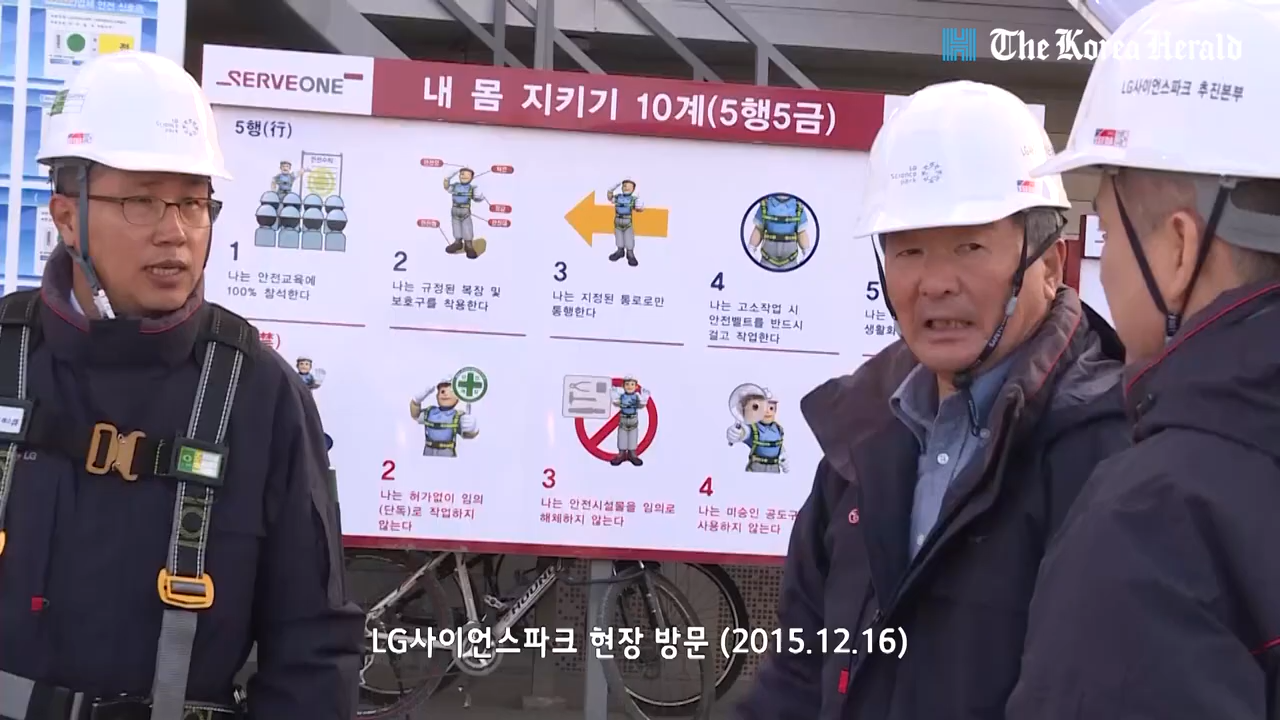 The Korea Herald
LG사이언스파크 추진본부
SERVEONE
내 몸 지키기 10계(5행5금)
5행(行)
1
나는 안전교육에
100% 참석한다
2
나는 규정된 복장 및
보호구를 착용한다
3
나는 지정된 통로로만
통행한다
4
나는 고소작업 시
안전벨트를 반드시
걸고 작업한다
5
나는
생활화
2
나는 허가없이 임의
(단독)로 작업하지
않는다
3
나는 안전시설물을 임의로
해체하지 않는다
4
나는 미승인 공도구
사용하지 않는다
LG사이언스파크 현장 방문 (2015.12.16)